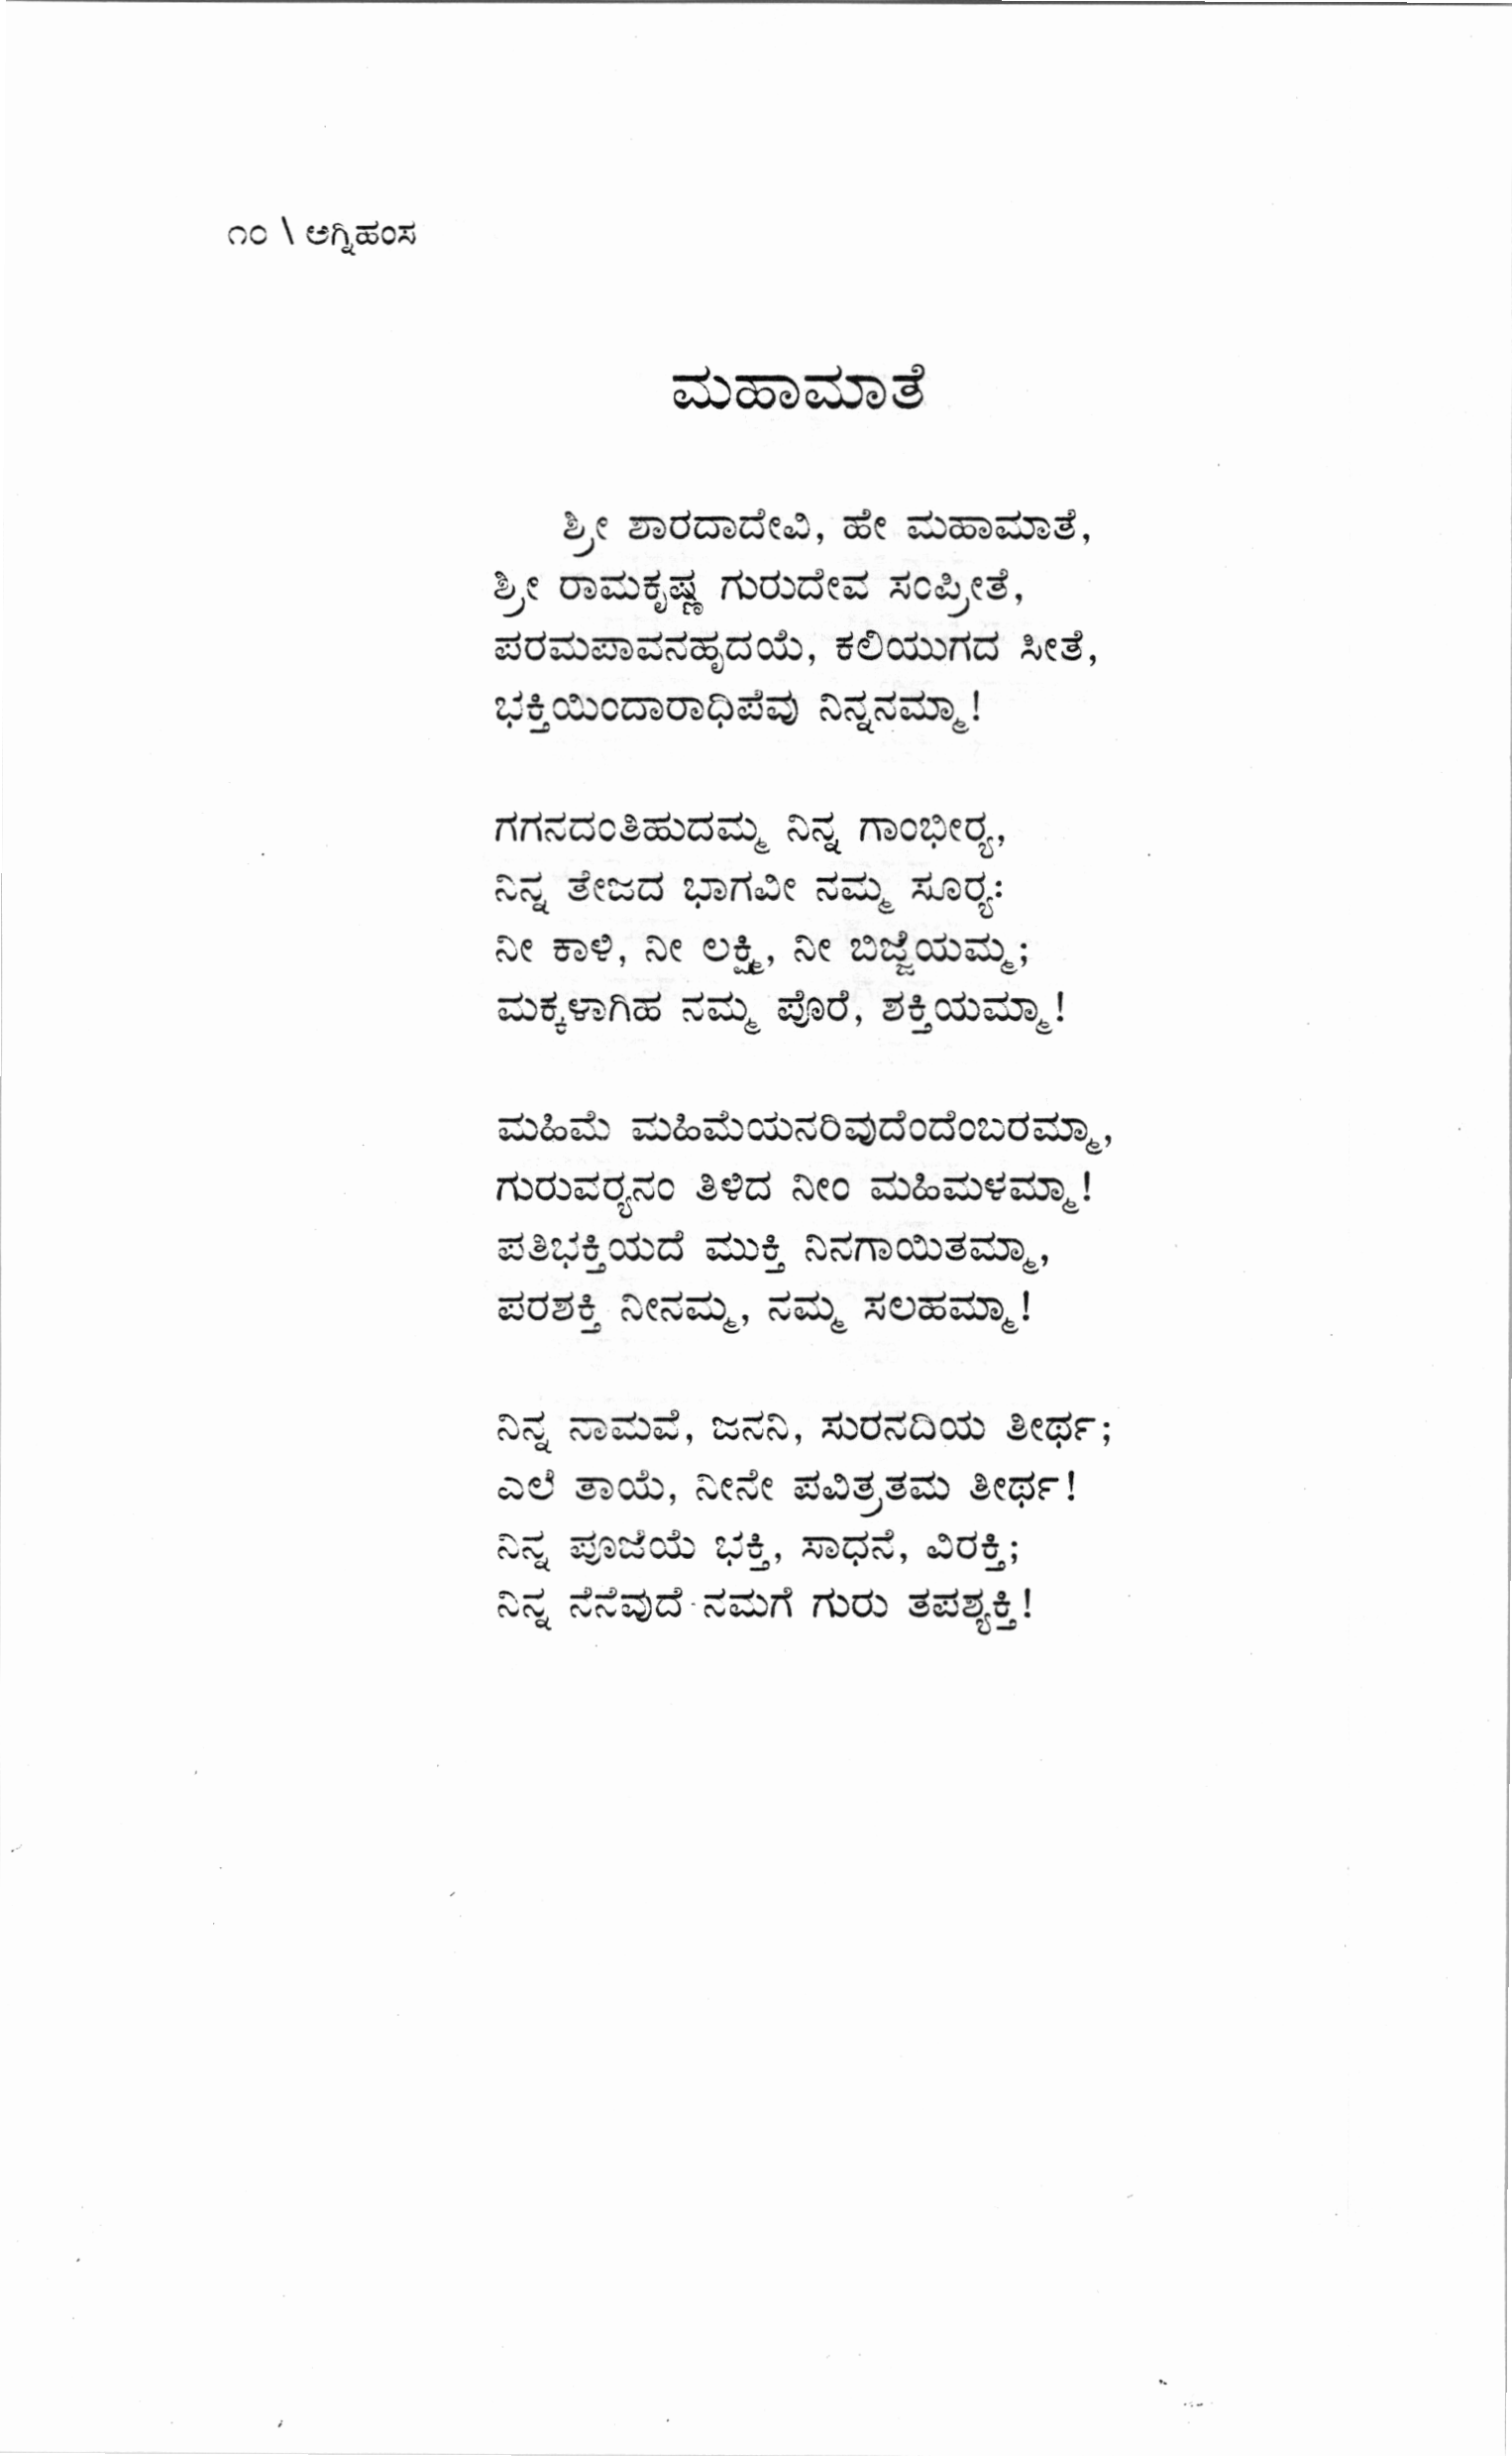 ೧೦ \ ಅಗ್ನಿಹಂಸ
ಮಹಾಮಾತೆ
ಶ್ರೀ ಶಾರದಾದೇವಿ, ಹೇ ಮಹಾಮಾತೆ,
ಶ್ರೀ ರಾಮಕೃಷ್ಣ ಗುರುದೇವ ಸಂಪ್ರೀತೆ,
ಪರಮಪಾವನಹೃದಯೆ, ಕಲಿಯುಗದ ಸೀತೆ,
ಭಕ್ತಿಯಿಂದಾರಾಧಿಪೆವು ನಿನ್ನನಮ್ಮಾ!
ಗಗನದಂತಿಹುದಮ್ಮ ನಿನ್ನ ಗಾಂಭೀರ‍್ಯ,
ನಿನ್ನ ತೇಜದ ಭಾಗವೀ ನಮ್ಮ ಸೂರ‍್ಯ:
ನೀ ಕಾಳಿ, ನೀ ಲಕ್ಷ್ಮಿ, ನೀ ಬಿಜ್ಜೆಯಮ್ಮ;
ಮಕ್ಕಳಾಗಿಹ ನಮ್ಮ ಪೊರೆ, ಶಕ್ತಿಯಮ್ಮಾ!
ಮಹಿಮೆ ಮಹಿಮೆಯನರಿವುದೆಂದೆಂಬರಮ್ಮಾ,
ಗುರುವರ‍್ಯನಂ ತಿಳಿದ ನೀಂ ಮಹಿಮಳಮ್ಮಾ!
ಪತಿಭಕ್ತಿಯದೆ ಮುಕ್ತಿ ನಿನಗಾಯಿತಮ್ಮಾ,
ಪರಶಕ್ತಿ ನೀನಮ್ಮ, ನಮ್ಮ ಸಲಹಮ್ಮಾ!
ನಿನ್ನ ನಾಮವೆ, ಜನನಿ, ಸುರನದಿಯ ತೀರ್ಥ;
ಎಲೆ ತಾಯೆ, ನೀನೇ ಪವಿತ್ರತಮ ತೀರ್ಥ!
ನಿನ್ನ ಪೂಜೆಯೆ ಭಕ್ತಿ, ಸಾಧನೆ, ವಿರಕ್ತಿ;
ನಿನ್ನ ನೆನೆವುದೆ ನಮಗೆ ಗುರು ತಪಶ್ಶಕ್ತಿ!